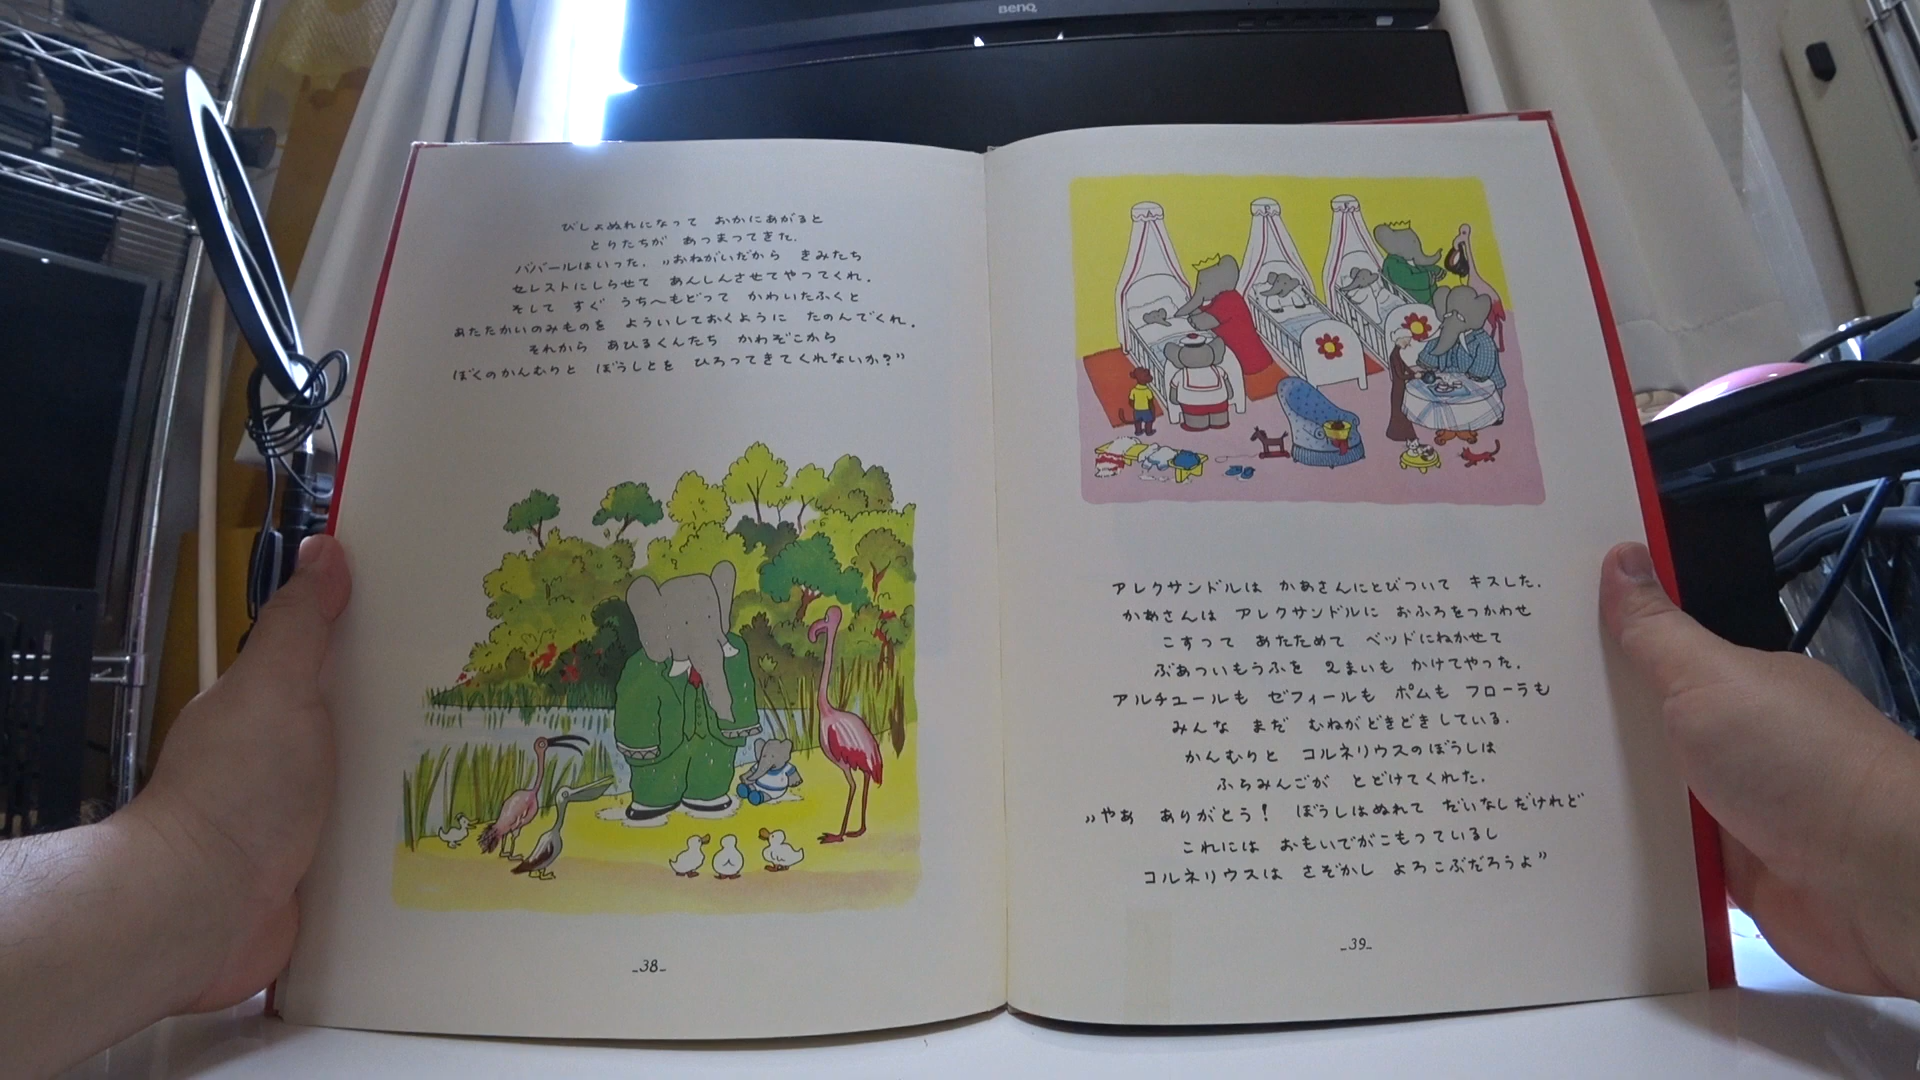 BenQ
びしょぬれになって おかにあがると
とりたちが あつまってきた.
ババールはいった. „おねがいだから きみたち
セレストにしらせて あんしんさせてやってくれ.
そして すぐ うちへもどって かわいたふくと
あたたかいのみものを よういしておくように たのんでくれ.
それから あひるくんたち かわぞこから
ぼくのかんむりと ぼうしとを ひろってきてくれないか?”
_38_
アレクサンドルは かあさんにとびついて キスした.
かあさんは アレクサンドルに おふろをつかわせ
こすって あたためて ベッドにねかせて
ぶあついもうふを 2まいも かけてやった.
アルチュールも ゼフィールも ポムも フローラも
みんな まだ むねがどきどきしている.
かんむりと コルネリウスのぼうしは
ふらみんごが とどけてくれた.
„やあ ありがとう! ぼうしはぬれて だいなしだけれど
これには おもいでがこもっているし
コルネリウスは さぞかし よろこぶだろうよ”
_39_